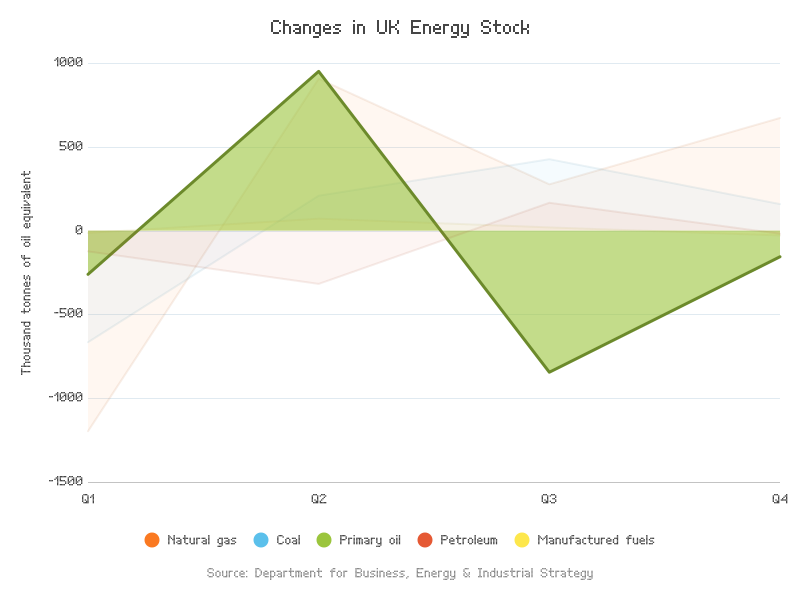 Changes in UK Energy Stock
Thousand tonnes of oil equivalent
1000
500
0
-500
-1000
-1500
Q1 Q2 Q3 Q4
Natural gas Coal Primary oil Petroleum Manufactured fuels
Source: Department for Business, Energy & Industrial Strategy